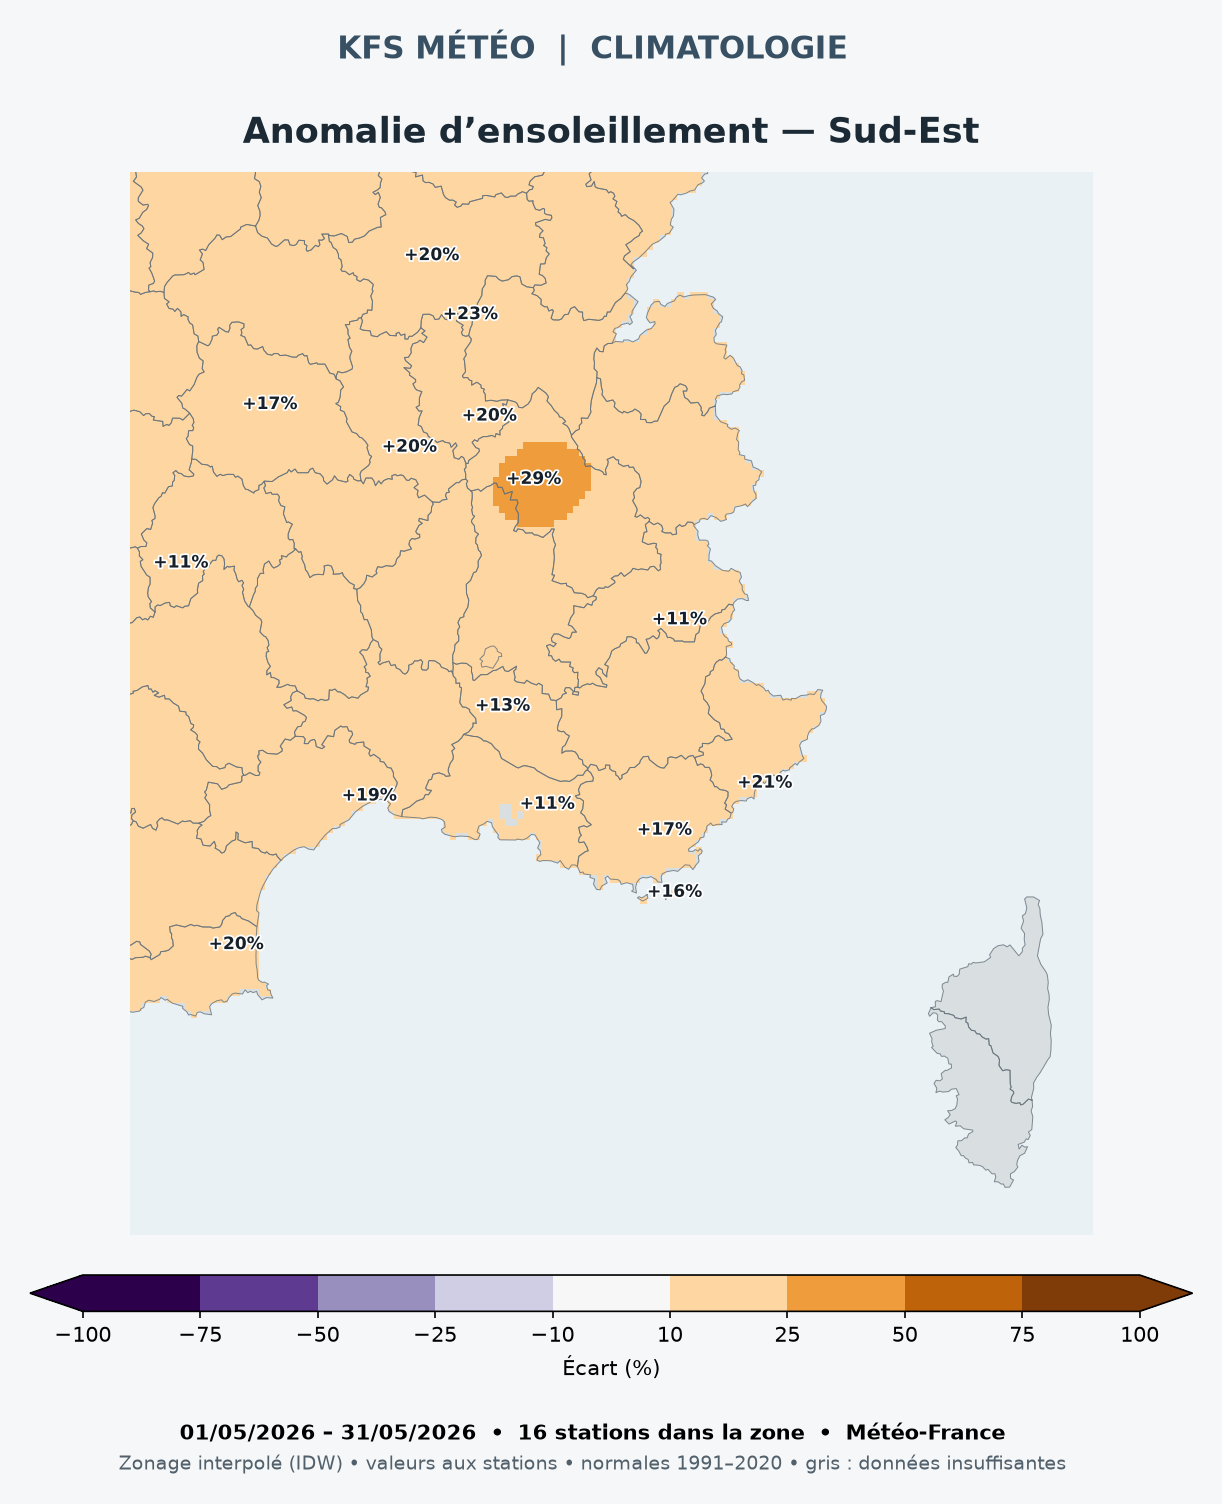 KFS MÉTÉO | CLIMATOLOGIE
Anomalie d’ensoleillement — Sud-Est
+20%
+23%
+17%
+20%
+20%
+29%
+11%
+11%
+13%
+21%
+19%
+11%
+17%
+16%
+20%
−100 −75 −50 −25 −10 10 25 50 75 100
Écart (%)
01/05/2026 – 31/05/2026 • 16 stations dans la zone • Météo-France
Zonage interpolé (IDW) • valeurs aux stations • normales 1991–2020 • gris : données insuffisantes